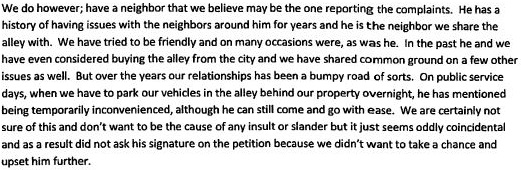 We do however; have a neighbor that we believe may be the one reporting the complaints.  He has a
history of having issues with the neighbors around him for years and he is the neighbor we share the
alley with.  We have tried to be friendly and on many occasions were, as was he.  In the past he and we
have even considered buying the alley from the city and we have shared common ground on a few other
issues as well.  But over the years our relationships has been a bumpy road of sorts.  On public service
days, when we have to park our vehicles in the alley behind our property overnight, he has mentioned
being temporarily inconvenienced, although he can still come and go with ease.  We are certainly not
sure of this and don't want to be the cause of any insult or slander but it just seems oddly coincidental
and as a result did not ask his signature on the petition because we didn't want to take a chance and
upset him further.